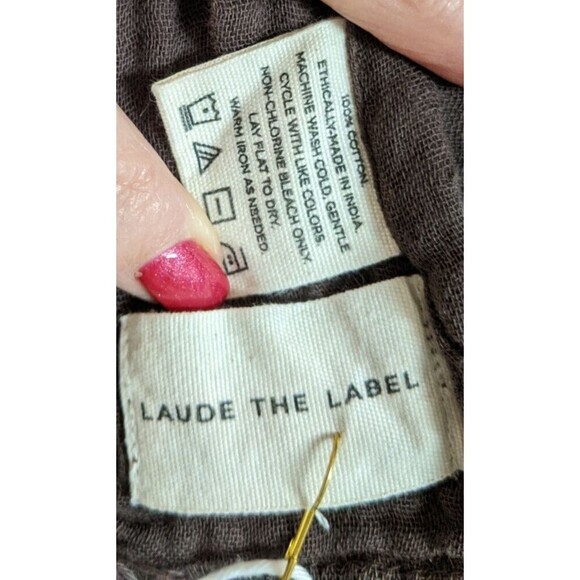 100% COTTON
ETHICALLY-MADE IN INDIA
MACHINE WASH COLD, GENTLE
CYCLE WITH LIKE COLORS.
NON-CHLORINE BLEACH ONLY.
LAY FLAT TO DRY.
WARM IRON AS NSEDED.
LAUDE THE LABEL